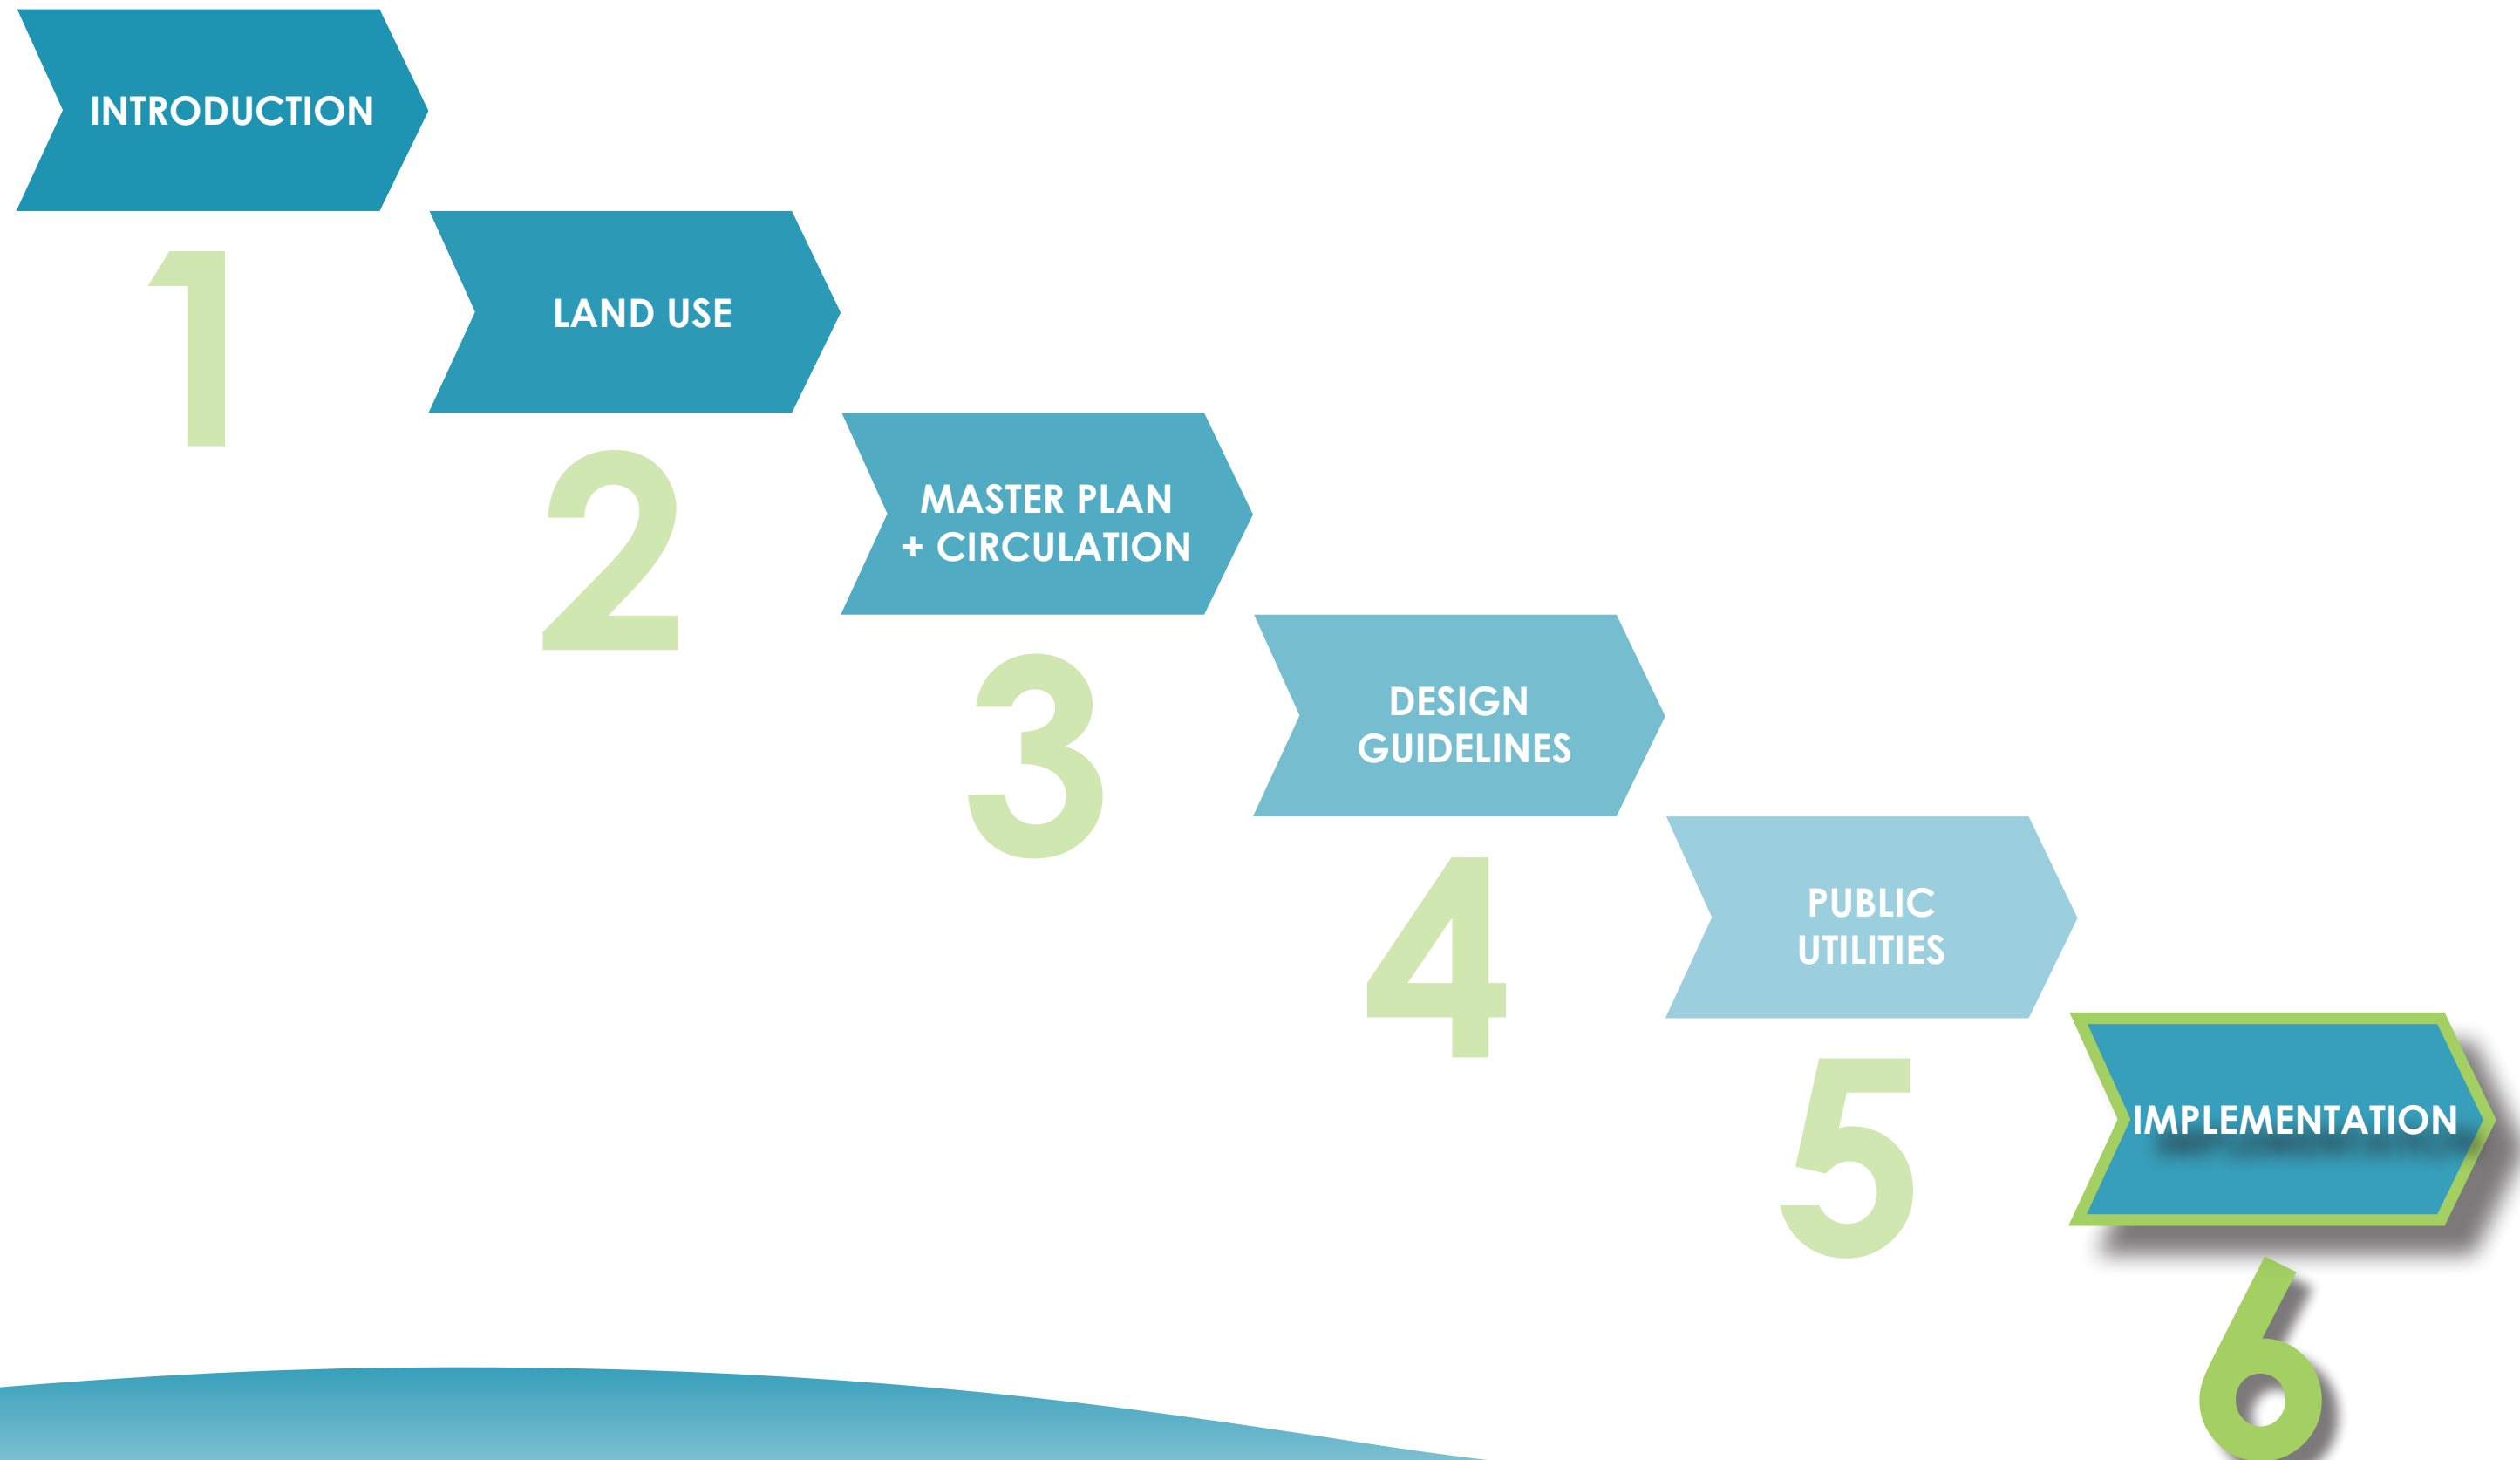 INTRODUCTION
1
LAND USE
2
MASTER PLAN
+ CIRCULATION
3
DESIGN
GUIDELINES
4
PUBLIC
UTILITIES
5
IMPLEMENTATION
6